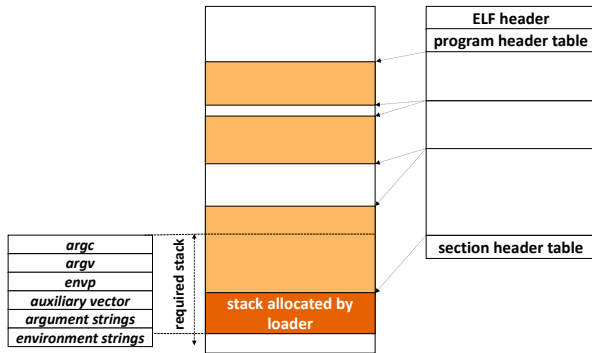 ELF header
program header table
section header table
argc
argv
envp
auxiliary vector
argument strings
environment strings
required stack
stack allocated by
loader